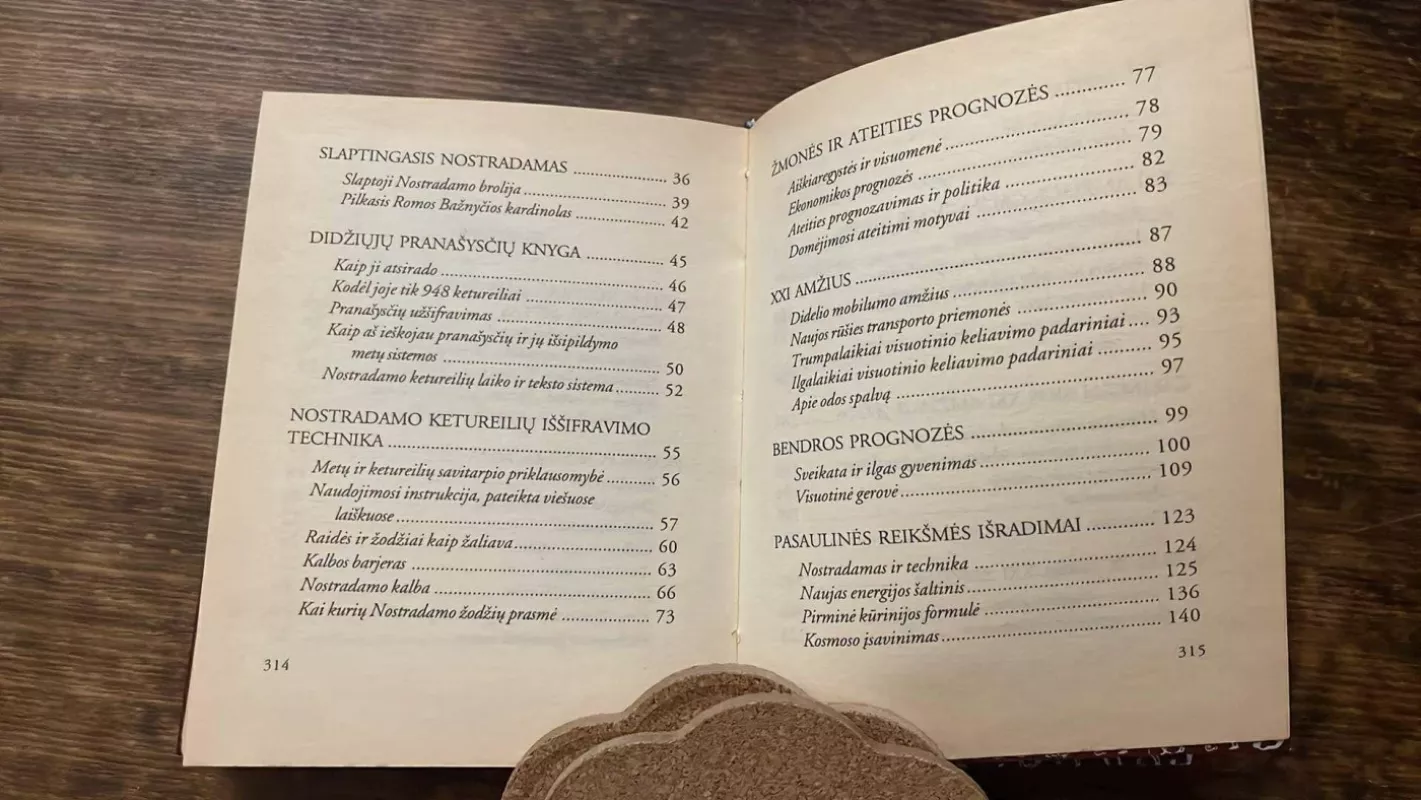 SLAPTINGASIS NOSTRADAMAS .................... 36
Slaptoji Nostradamo brolija ............................. 39
Pilkasis Romos Bažnyčios kardinolas ........................ 42
DIDŽIŲJŲ PRANAŠYSČIŲ KNYGA ................ 45
Kaip ji atsirado ................................................ 46
Kodėl joje tik 948 ketureiliai ............................... 47
Pranašysčių užšifravimas .................................... 48
Kaip aš ieškojau pranašysčių ir jų išsipildymo
metų sistemos ............................................. 50
Nostradamo ketureilių laiko ir teksto sistema ............. 52
NOSTRADAMO KETUREILIŲ IŠŠIFRAVIMO
TECHNIKA .................................................... 55
Metų ir ketureilių savitarpio priklausomybė ............... 56
Naudojimosi instrukcija, pateikta viešuose
laiškuose .................................................... 57
Raidės ir žodžiai kaip žaliava ............................... 60
Kalbos barjeras ................................................ 63
Nostradamo kalba ............................................ 66
Kai kurių Nostradamo žodžių prasmė .................... 73
314
ŽMONĖS IR ATEITIES PROGNOZĖS ................ 77
Aiškiaregystės ir visuomenė ..................................... 78
Ekonomikos prognozės .......................................... 79
Ateities prognozavimas ir politika ........................... 82
Domėjimosi ateitimi motyvai ................................ 83
XXI AMŽIUS .................................................... 87
Didelio mobilumo amžius ..................................... 88
Naujos rūšies transporto priemonės ........................ 90
Trumpalaikiai visuotinio keliavimo padariniai .... 93
Ilgalaikiai visuotinio keliavimo padariniai ............ 95
Apie odos spalvą ................................................ 97
BENDROS PROGNOZĖS ................................ 99
Sveikata ir ilgas gyvenimas .................................. 100
Visuotinė gerovė ................................................ 109
PASAULINĖS REIKŠMĖS IŠRADIMAI ............. 123
Nostradamas ir technika ..................................... 124
Naujas energijos šaltinis ...................................... 125
Pirminė kūrinijos formulė .................................... 136
Kosmoso įsavinimas ........................................... 140
315